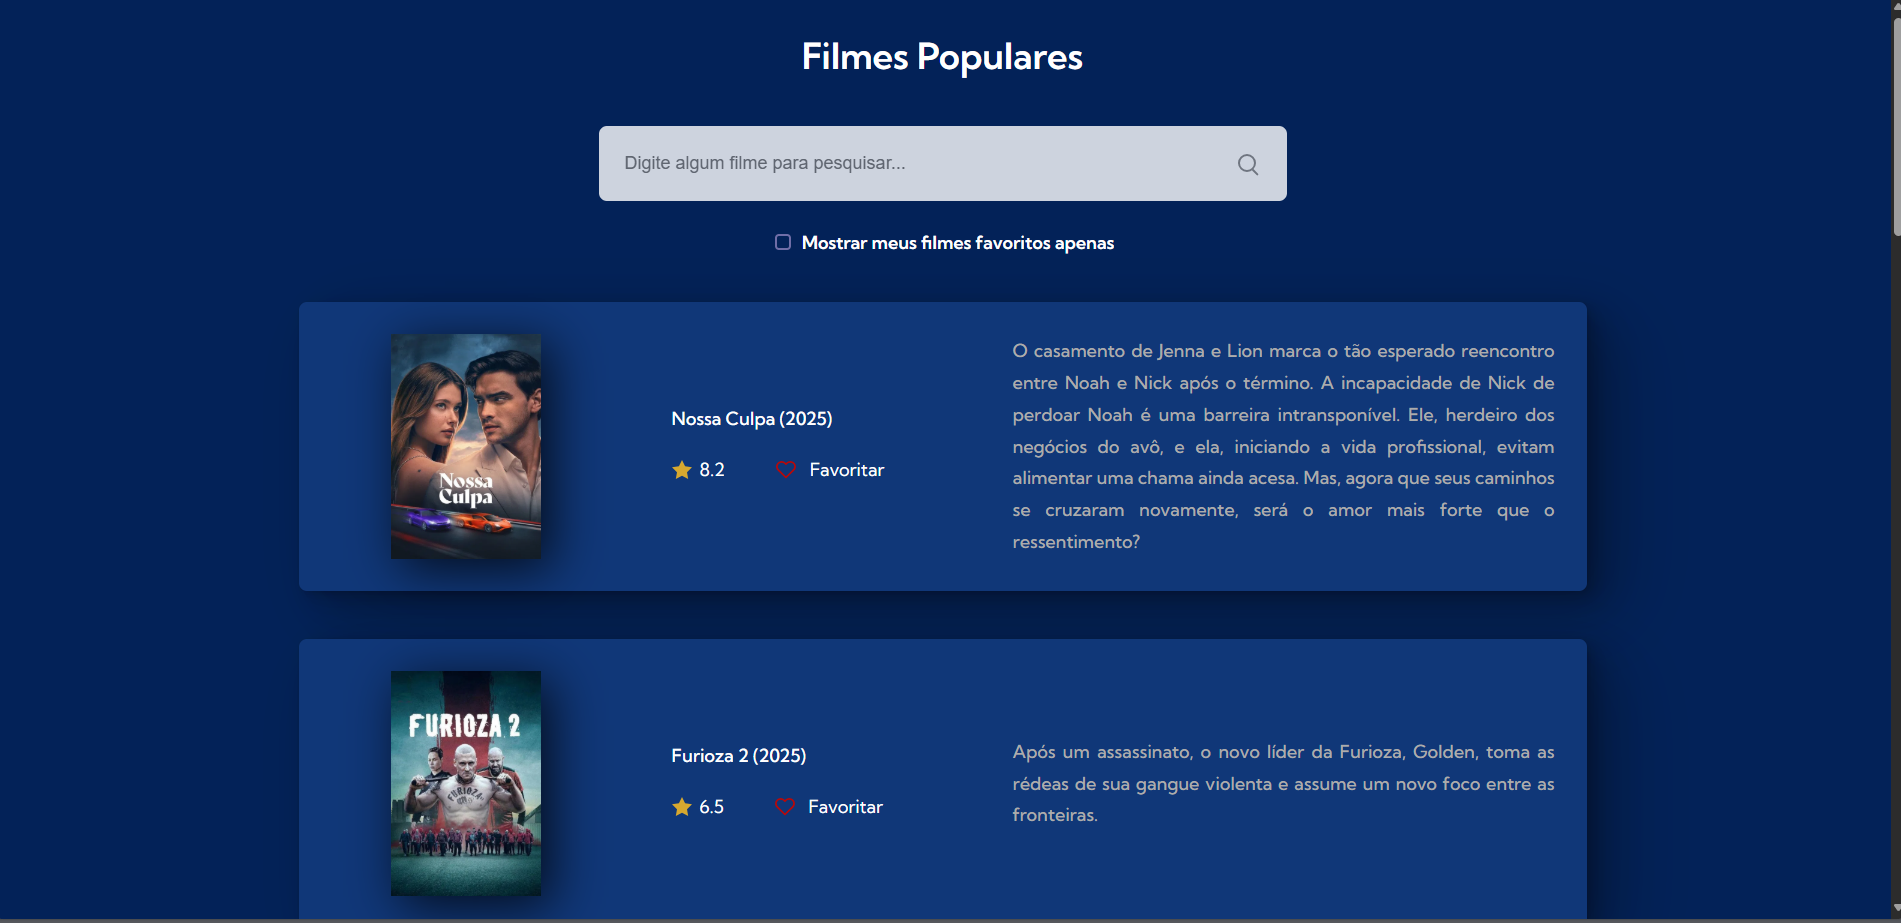 Filmes Populares
Digite algum filme para pesquisar...
Mostrar meus filmes favoritos apenas
Nossa
Culpa
Nossa Culpa (2025)
8.2 Favoritar
O casamento de Jenna e Lion marca o tão esperado reencontro
entre Noah e Nick após o término. A incapacidade de Nick de
perdoar Noah é uma barreira intransponível. Ele, herdeiro dos
negócios do avô, e ela, iniciando a vida profissional, evitam
alimentar uma chama ainda acesa. Mas, agora que seus caminhos
se cruzaram novamente, será o amor mais forte que o
ressentimento?
FURIOZA 2
FURIOZA
Furioza 2 (2025)
6.5 Favoritar
Após um assassinato, o novo líder da Furioza, Golden, toma as
rédeas de sua gangue violenta e assume um novo foco entre as
fronteiras.